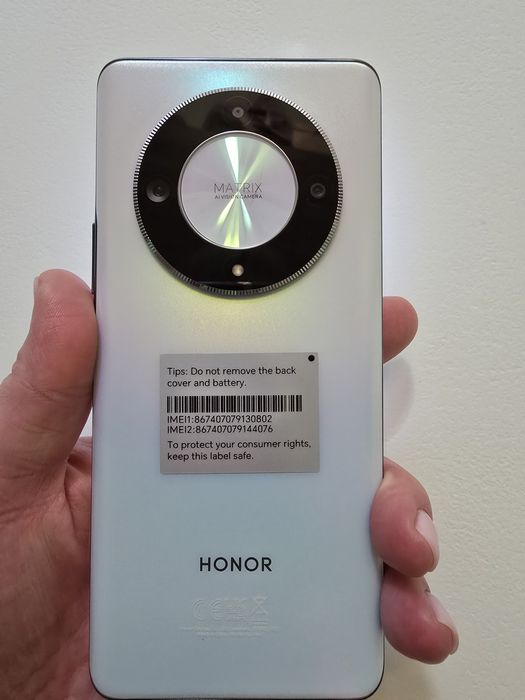 MATRIX
AI VISION CAMERA
Tips: Do not remove the back
cover and battery.
IMEI1:867407079130802
IMEI2:867407079144076
To protect your consumer rights,
keep this label safe.
HONOR